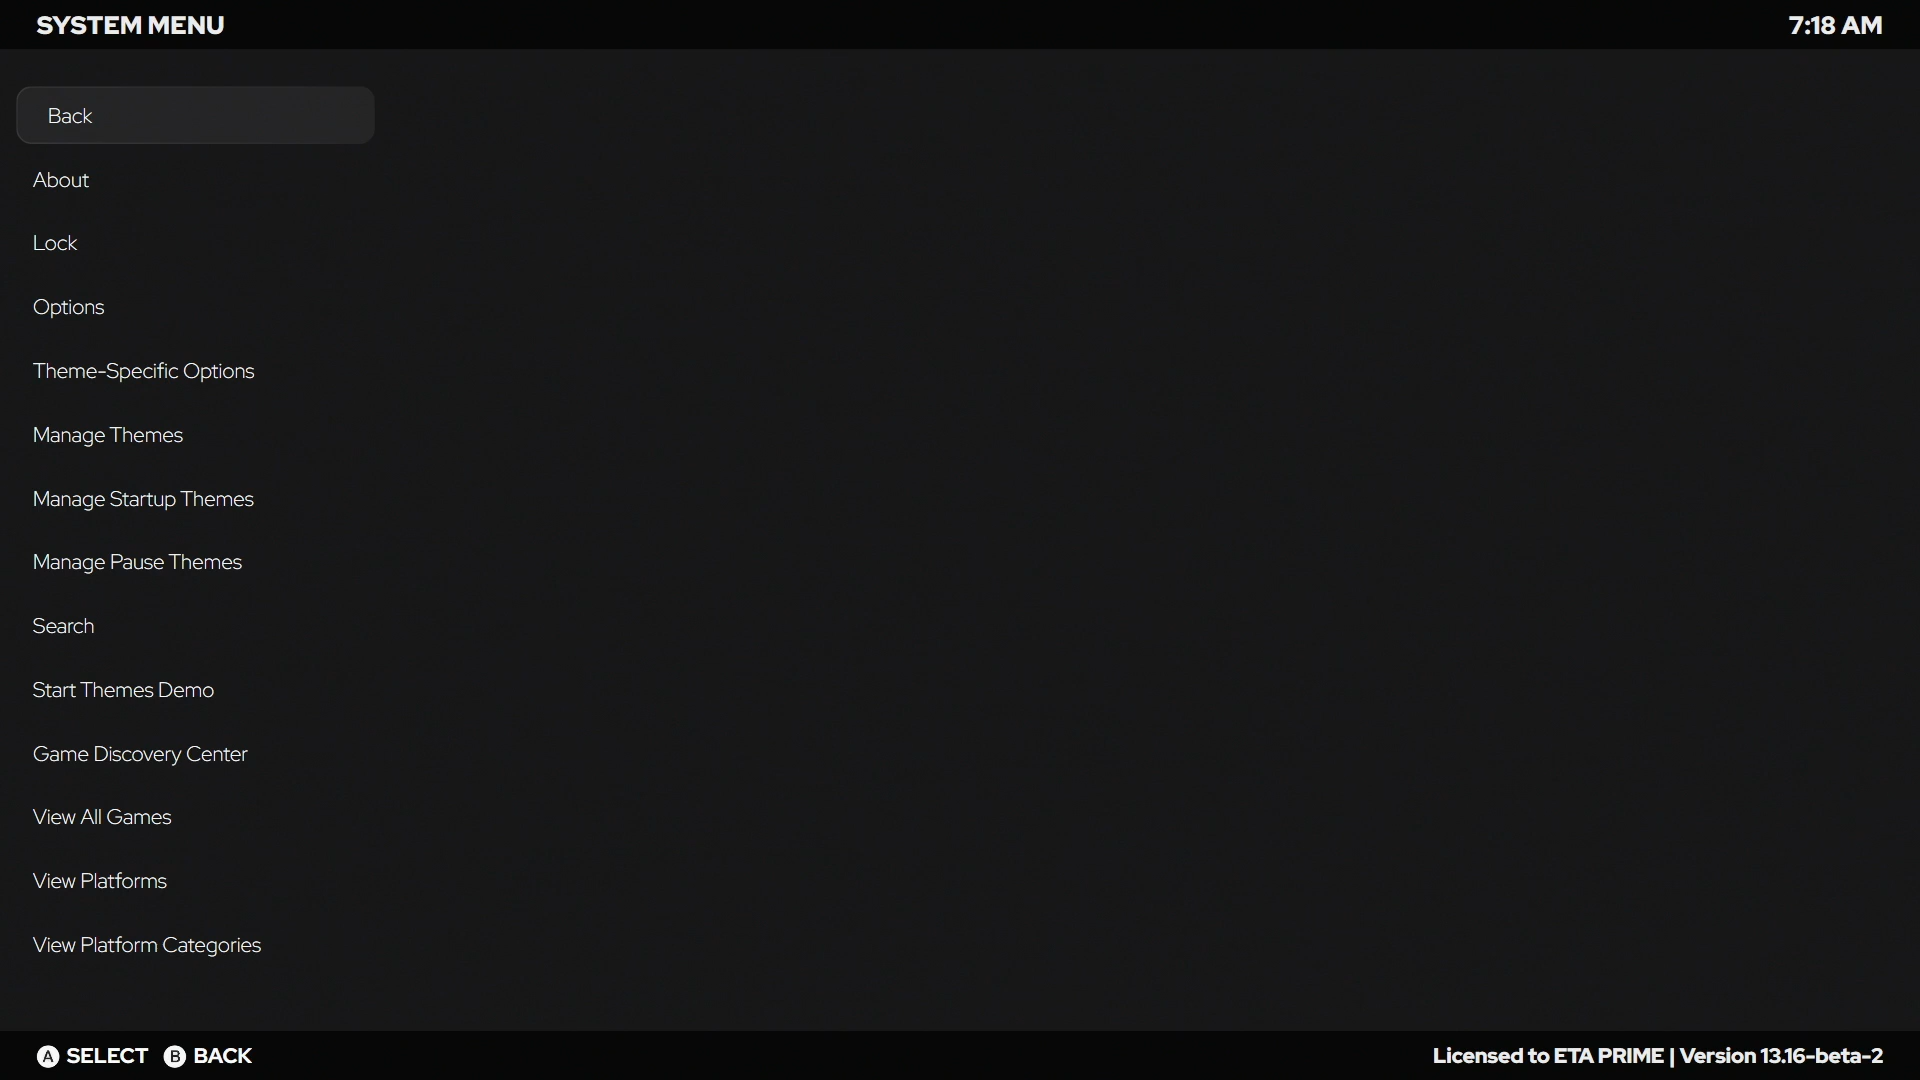 SYSTEM MENU
7:18 AM
Back
About
Lock
Options
Theme-Specific Options
Manage Themes
Manage Startup Themes
Manage Pause Themes
Search
Start Themes Demo
Game Discovery Center
View All Games
View Platforms
View Platform Categories
A SELECT B BACK
Licensed to ETA PRIME | Version 13.16-beta-2